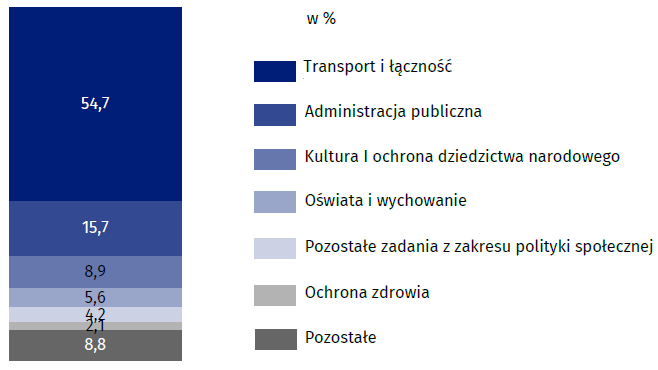 w %
54,7
15,7
8,9
5,6
4,2
2,1
8,8
Transport i łączność
Administracja publiczna
Kultura I ochrona dziedzictwa narodowego
Oświata i wychowanie
Pozostałe zadania z zakresu polityki społecznej
Ochrona zdrowia
Pozostałe